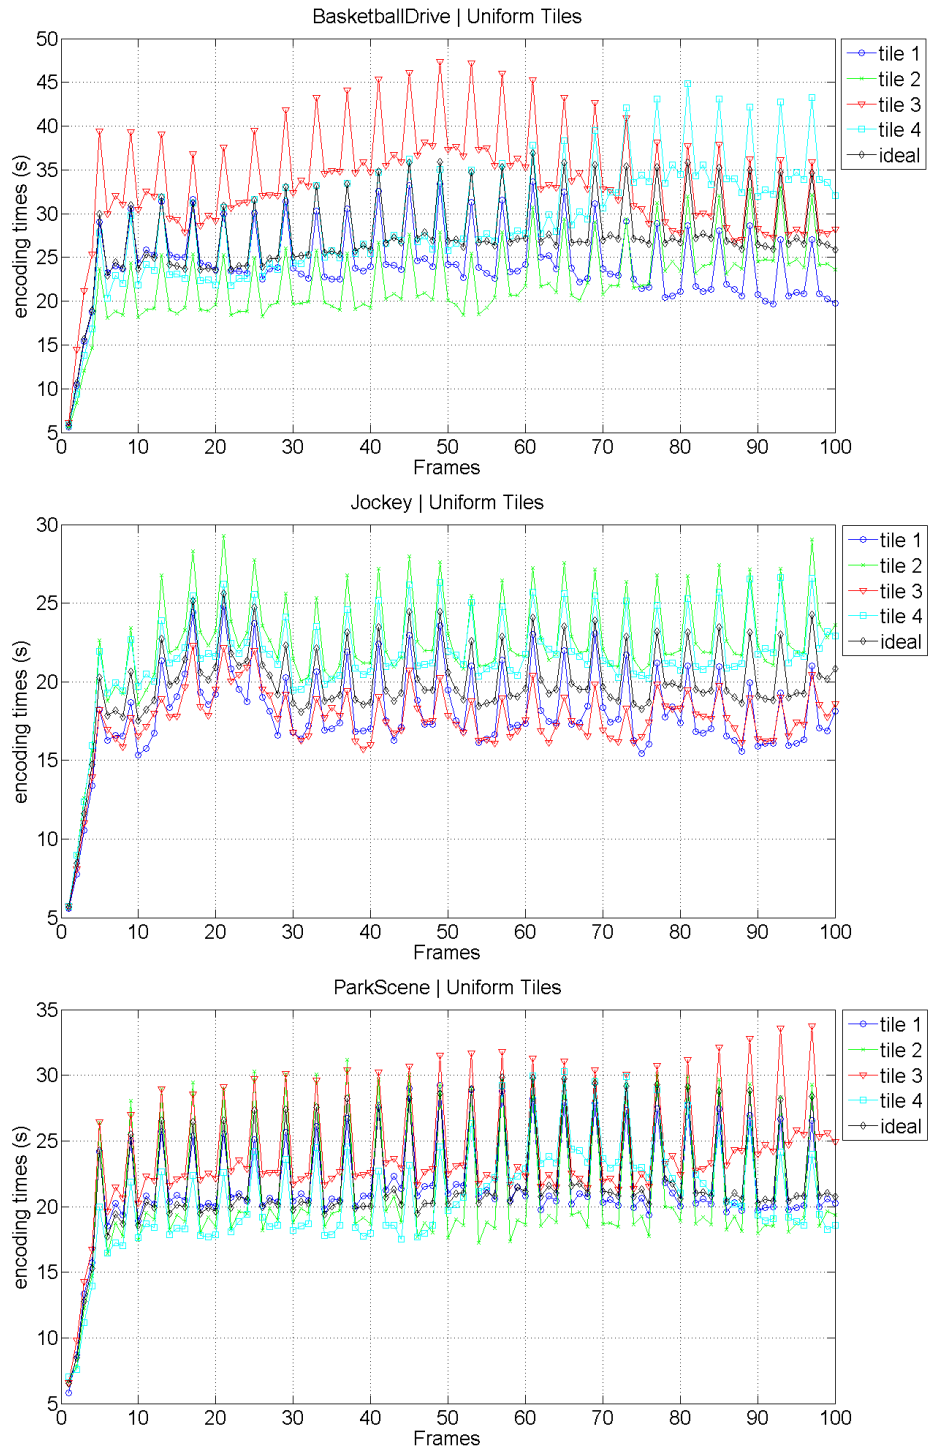 BasketballDrive | Uniform Tiles
encoding times (s)
50
45
40
35
30
25
20
15
10
5
0 10 20 30 40 50 60 70 80 90 100
Frames
tile 1
tile 2
tile 3
tile 4
ideal
Jockey | Uniform Tiles
encoding times (s)
30
25
20
15
10
5
0 10 20 30 40 50 60 70 80 90 100
Frames
tile 1
tile 2
tile 3
tile 4
ideal
ParkScene | Uniform Tiles
encoding times (s)
35
30
25
20
15
10
5
0 10 20 30 40 50 60 70 80 90 100
Frames
tile 1
tile 2
tile 3
tile 4
ideal